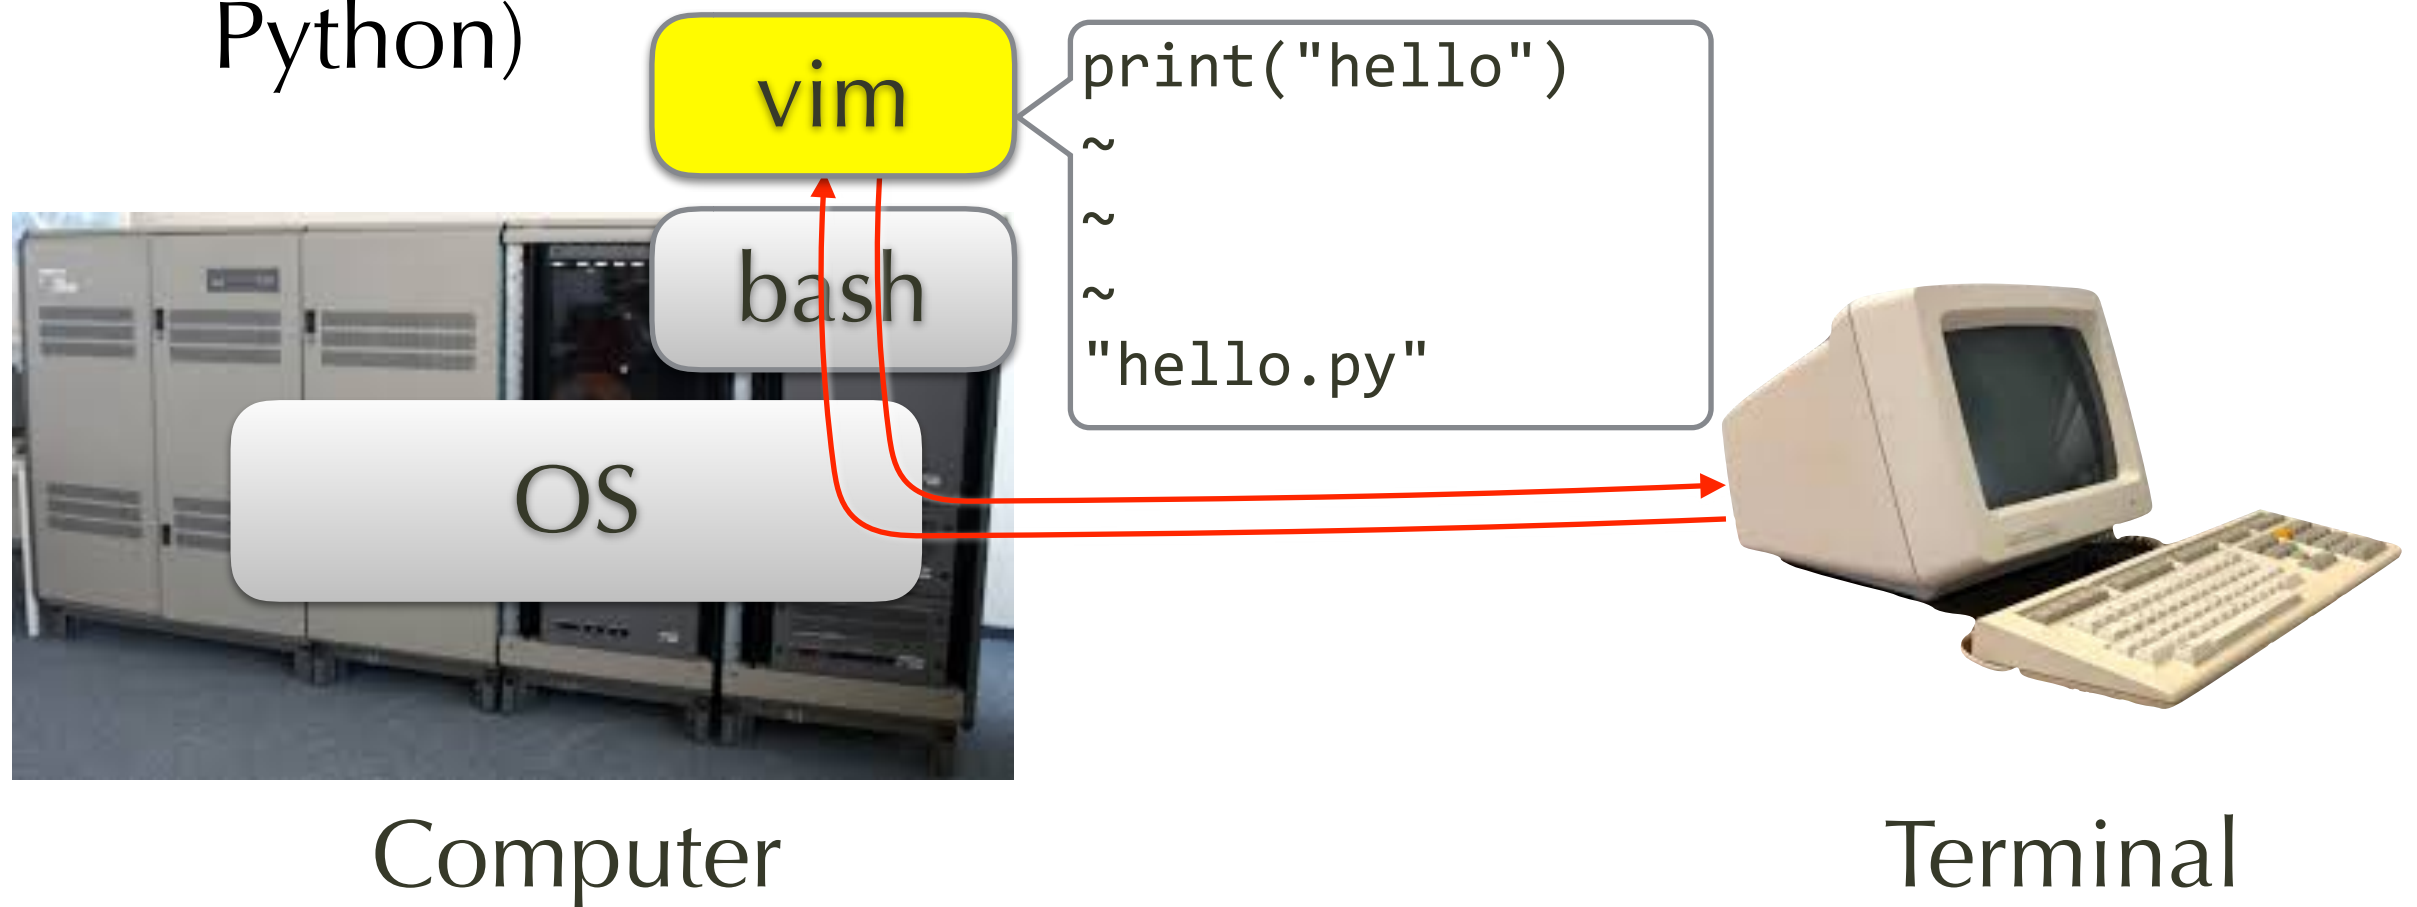 Python)
vim
print("hello")
~
~
~
"hello.py"
bash
OS
Computer
Terminal